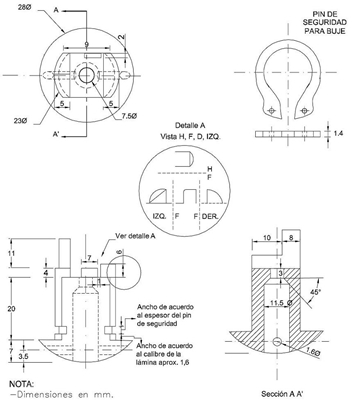 28Ø
A
9
2
5
5
23Ø
7.5Ø
A'
PIN DE
SEGURIDAD
PARA BUJE
1.4
Detalle A
Vista H, F, D, IZQ.
H
F
IZQ.
F
F
DER.
Ver detalle A
11
4
7
6
20
7
3.5
Ancho de acuerdo
al espesor del pin
de seguridad
Ancho de acuerdo
al calibre de la
lámina aprox. 1,6
10
8
3
45°
11.5 Ø
1.6Ø
Sección A A'
NOTA:
-Dimensiones en mm.